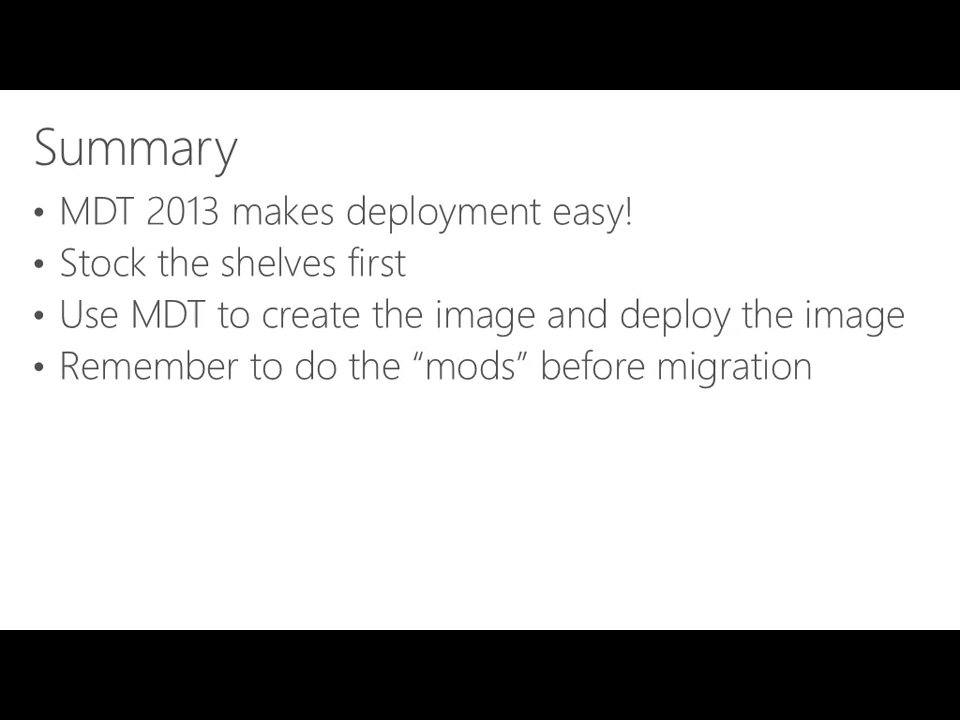 Summary
• MDT 2013 makes deployment easy!
• Stock the shelves first
• Use MDT to create the image and deploy the image
• Remember to do the “mods” before migration